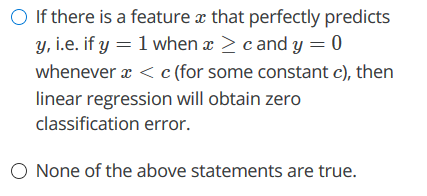 If there is a feature x that perfectly predicts
y, i.e. if y = 1 when x ≥ c and y = 0
whenever x < c (for some constant c), then
linear regression will obtain zero
classification error.
None of the above statements are true.